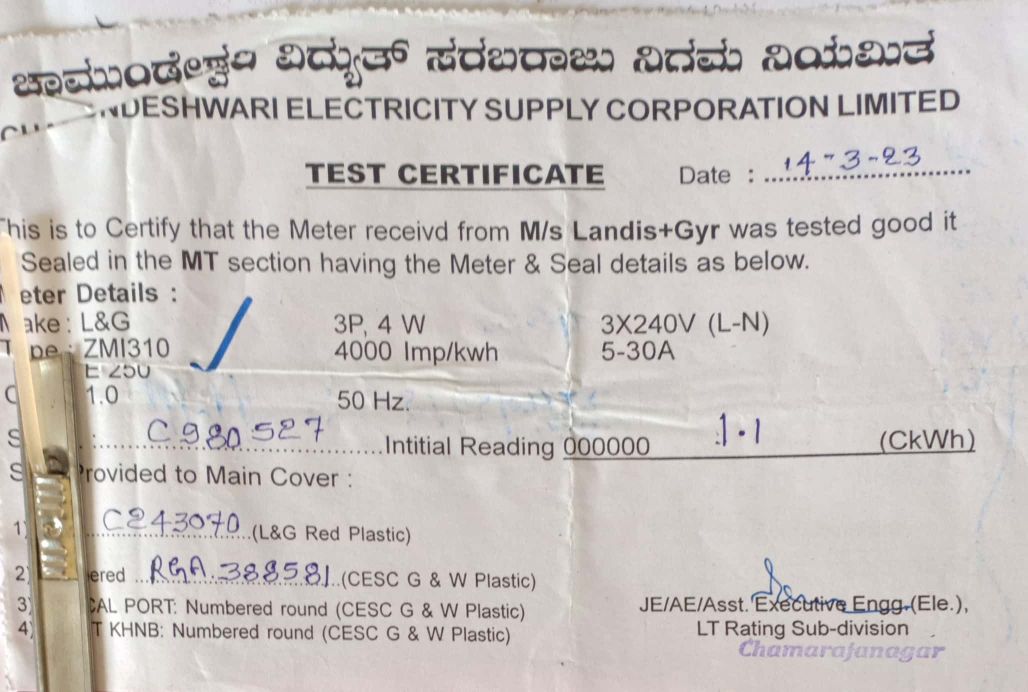 ಚಾಮುಂಡೇಶ್ವರಿ ವಿದ್ಯುತ್ ಸರಬರಾಜು ನಿಗಮ ನಿಯಮಿತ
NDESHWARI ELECTRICITY SUPPLY CORPORATION LIMITED
TEST CERTIFICATE Date : 14-3-23
This is to Certify that the Meter receivd from M/s Landis+Gyr was tested good it
Sealed in the MT section having the Meter & Seal details as below.
eter Details :
ake : L&G 3P, 4 W 3X240V (L-N)
pe : ZMI310 4000 Imp/kwh 5-30A
E 250
1.0 50 Hz.
S : C980527 Intitial Reading 000000 1.1 (CkWh)
S Provided to Main Cover :
1) C243070 (L&G Red Plastic)
2) ered RGA.388581 (CESC G & W Plastic)
3) CAL PORT: Numbered round (CESC G & W Plastic)
4) T KHNB: Numbered round (CESC G & W Plastic)
JE/AE/Asst. Executive Engg.(Ele.),
LT Rating Sub-division
Chamarajanagar